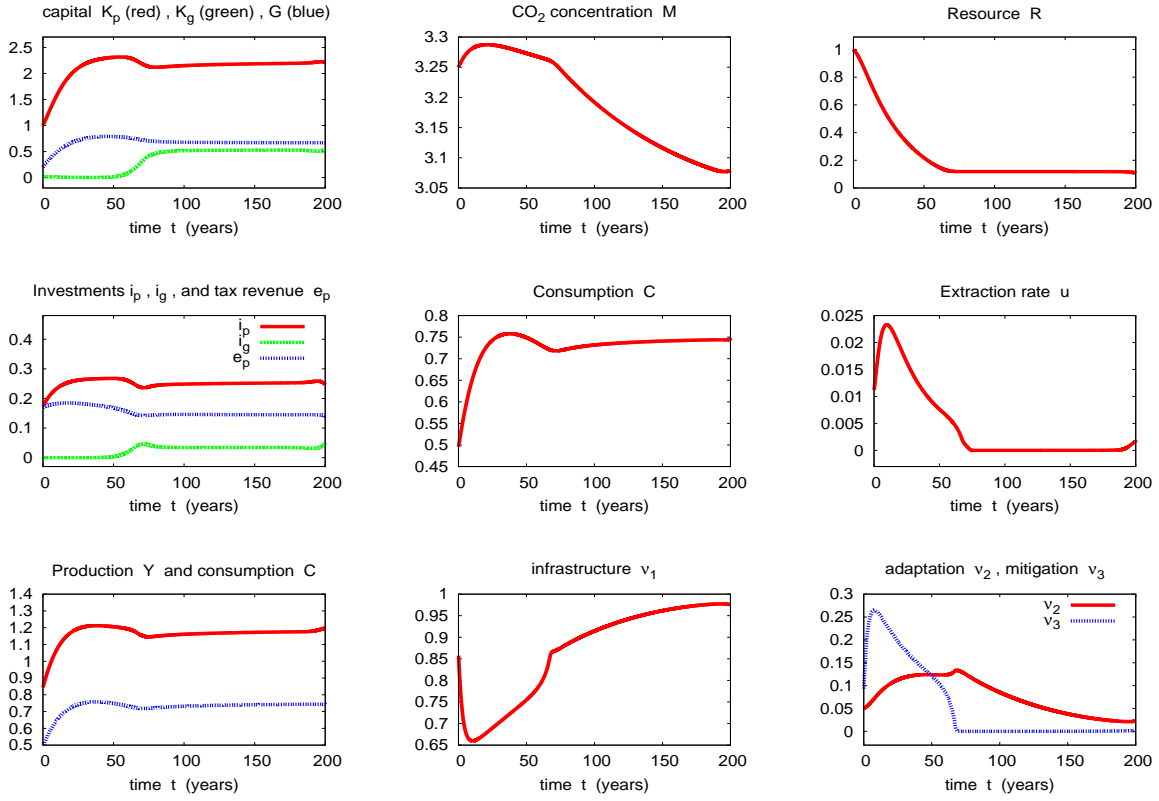 capital K_p (red) , K_g (green) , G (blue)
2.5
2
1.5
1
0.5
0
0 50 100 150 200
time t (years)
CO₂ concentration M
3.3
3.25
3.2
3.15
3.1
3.05
0 50 100 150 200
time t (years)
Resource R
1
0.8
0.6
0.4
0.2
0
0 50 100 150 200
time t (years)
Investments i_p , i_g , and tax revenue e_p
i_p
i_g
e_p
0.4
0.3
0.2
0.1
0
0 50 100 150 200
time t (years)
Consumption C
0.8
0.75
0.7
0.65
0.6
0.55
0.5
0.45
0 50 100 150 200
time t (years)
Extraction rate u
0.025
0.02
0.015
0.01
0.005
0
0 50 100 150 200
time t (years)
Production Y and consumption C
1.4
1.3
1.2
1.1
1
0.9
0.8
0.7
0.6
0.5
0 50 100 150 200
time t (years)
infrastructure ν₁
1
0.95
0.9
0.85
0.8
0.75
0.7
0.65
0 50 100 150 200
time t (years)
adaptation ν₂ , mitigation ν₃
ν₂
ν₃
0.3
0.25
0.2
0.15
0.1
0.05
0
0 50 100 150 200
time t (years)